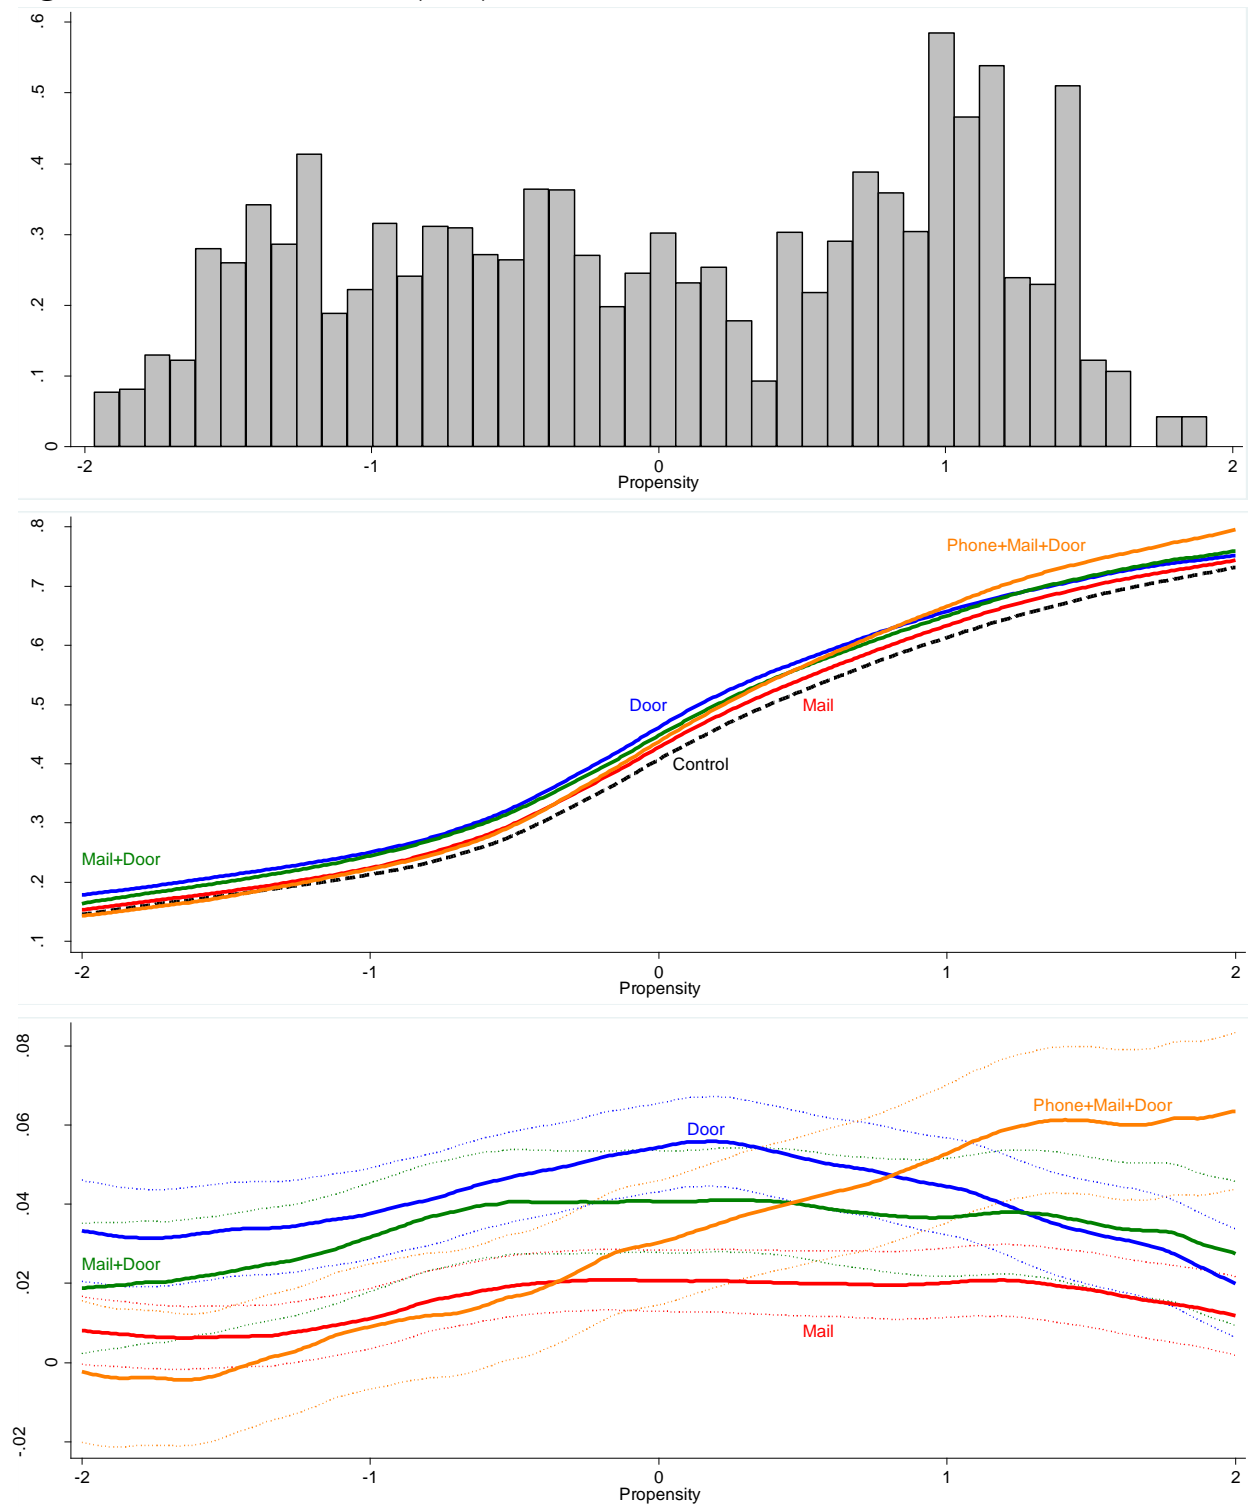 .6
.5
.4
.3
.2
.1
0
-2 -1 0 1 2
Propensity
.8
.7
.6
.5
.4
.3
.2
.1
Phone+Mail+Door
Door
Mail
Control
Mail+Door
-2 -1 0 1 2
Propensity
.08
.06
.04
.02
0
-.02
Phone+Mail+Door
Door
Mail+Door
Mail
-2 -1 0 1 2
Propensity